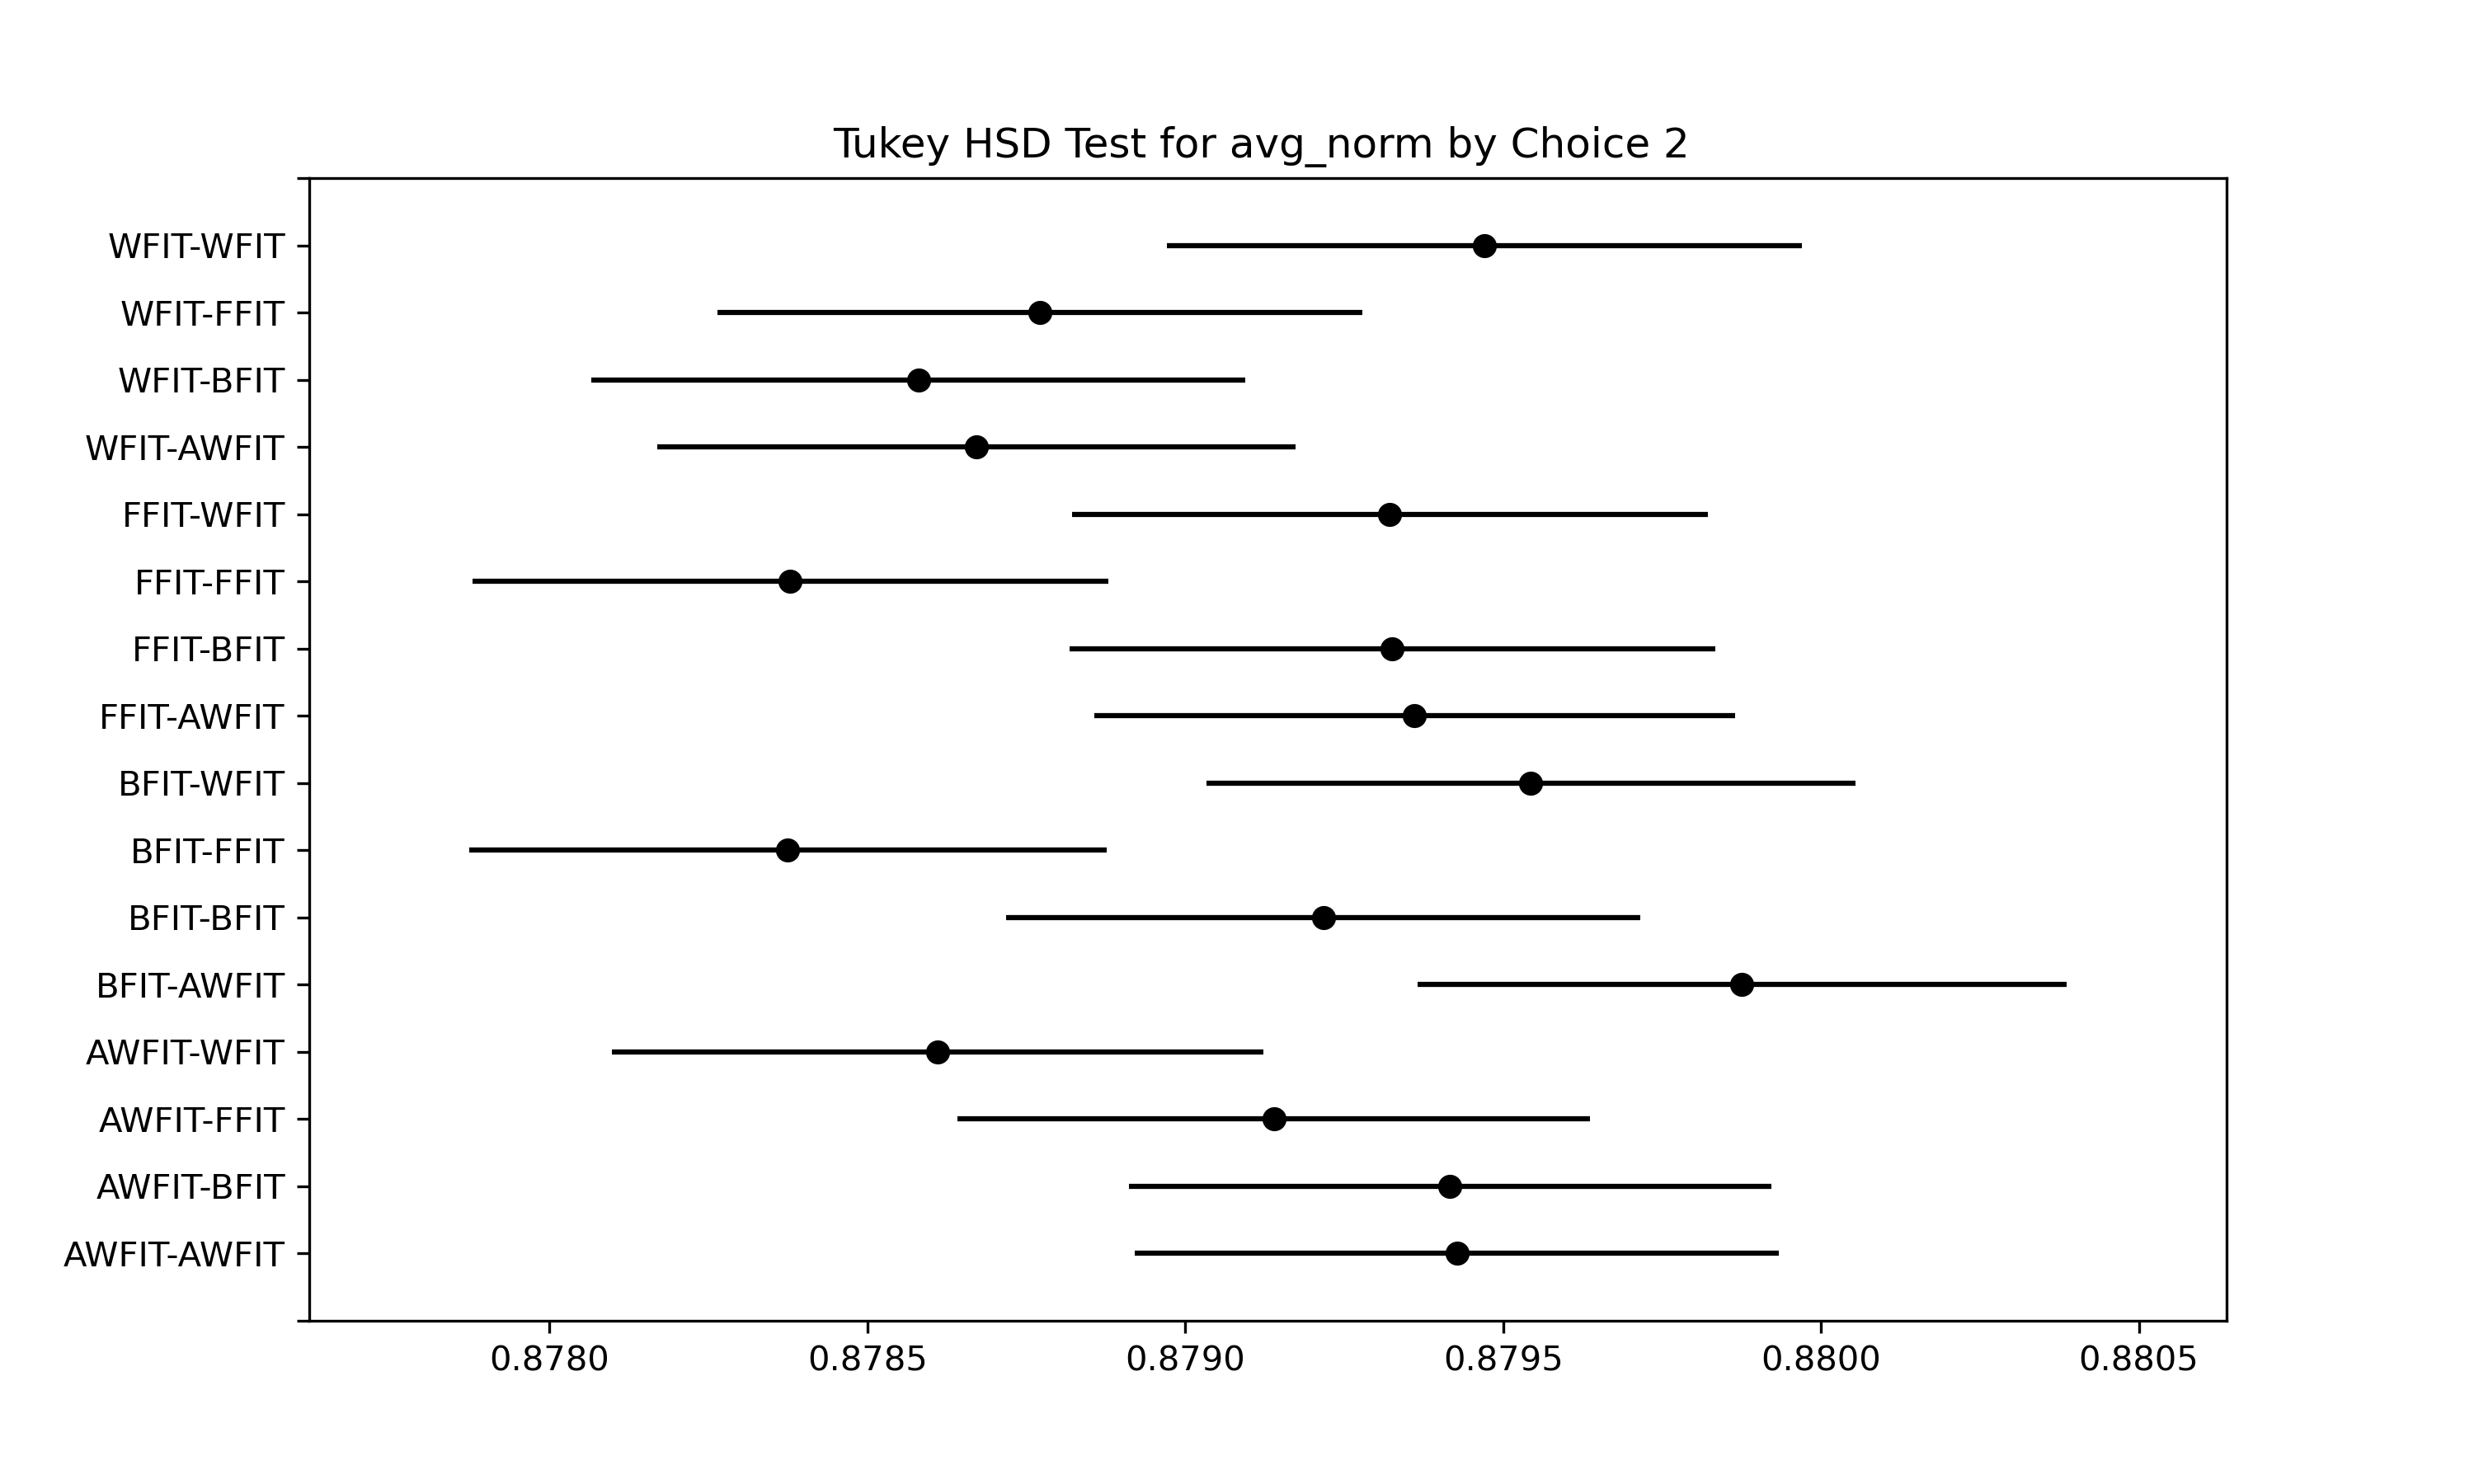 Tukey HSD Test for avg_norm by Choice 2
WFIT-WFIT
WFIT-FFIT
WFIT-BFIT
WFIT-AWFIT
FFIT-WFIT
FFIT-FFIT
FFIT-BFIT
FFIT-AWFIT
BFIT-WFIT
BFIT-FFIT
BFIT-BFIT
BFIT-AWFIT
AWFIT-WFIT
AWFIT-FFIT
AWFIT-BFIT
AWFIT-AWFIT
0.8780 0.8785 0.8790 0.8795 0.8800 0.8805